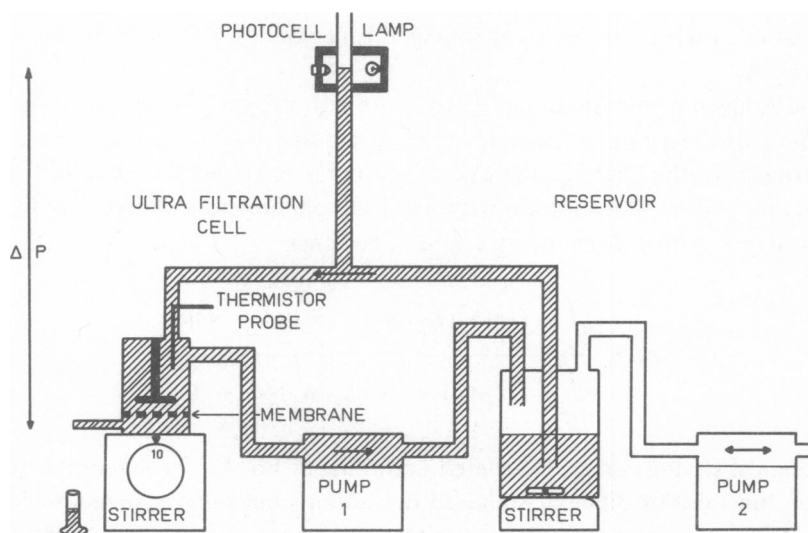 PHOTOCELL LAMP
ULTRA FILTRATION
CELL
RESERVOIR
Δ P
THERMISTOR
PROBE
MEMBRANE
10
STIRRER
PUMP
1
STIRRER
PUMP
2